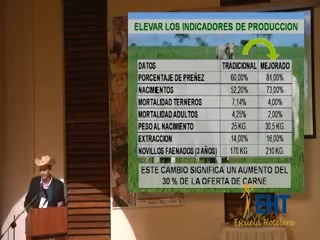 ELEVAR LOS INDICADORES DE PRODUCCION
DATOS TRADICIONAL MEJORADO
PORCENTAJE DE PREÑEZ 60,00% 81,00%
NACIMIENTOS 52,20% 73,00%
MORTALIDAD TERNEROS 7,14% 4,00%
MORTALIDAD ADULTOS 4,25% 2,00%
PESO AL NACIMIENTO 25 KG 30,5 KG.
EXTRACCION 14,00% 16,00%
NOVILLOS FAENADOS (3 AÑOS) 170 KG 210 KG.
ESTE CAMBIO SIGNIFICA UN AUMENTO DEL
30 % DE LA OFERTA DE CARNE
EHT
Escuela Hotelera